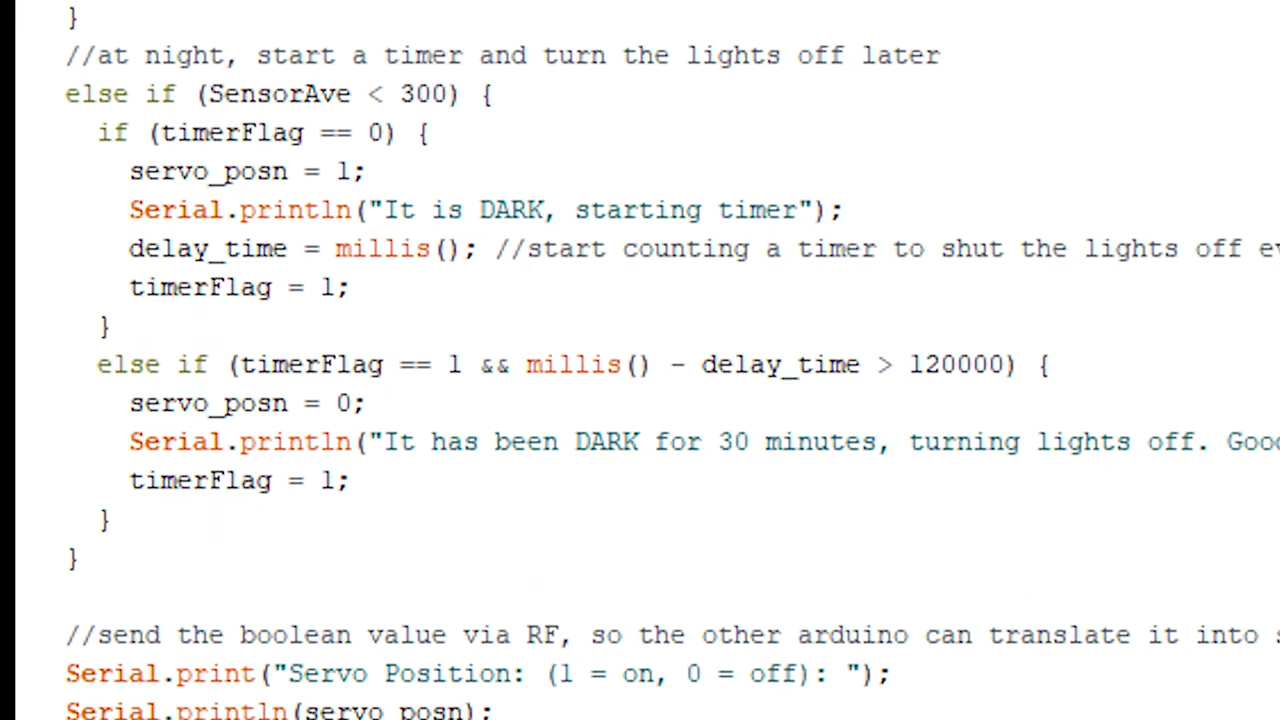 }
//at night, start a timer and turn the lights off later
else if (SensorAve < 300) {
if (timerFlag == 0) {
servo_posn = 1;
Serial.println("It is DARK, starting timer");
delay_time = millis(); //start counting a timer to shut the lights off
timerFlag = 1;
}
else if (timerFlag == 1 && millis() - delay_time > 120000) {
servo_posn = 0;
Serial.println("It has been DARK for 30 minutes, turning lights off.
timerFlag = 1;
}
}
//send the boolean value via RF, so the other arduino can translate it into
Serial.print("Servo Position: (1 = on, 0 = off): ");
Serial.println(servo_posn);